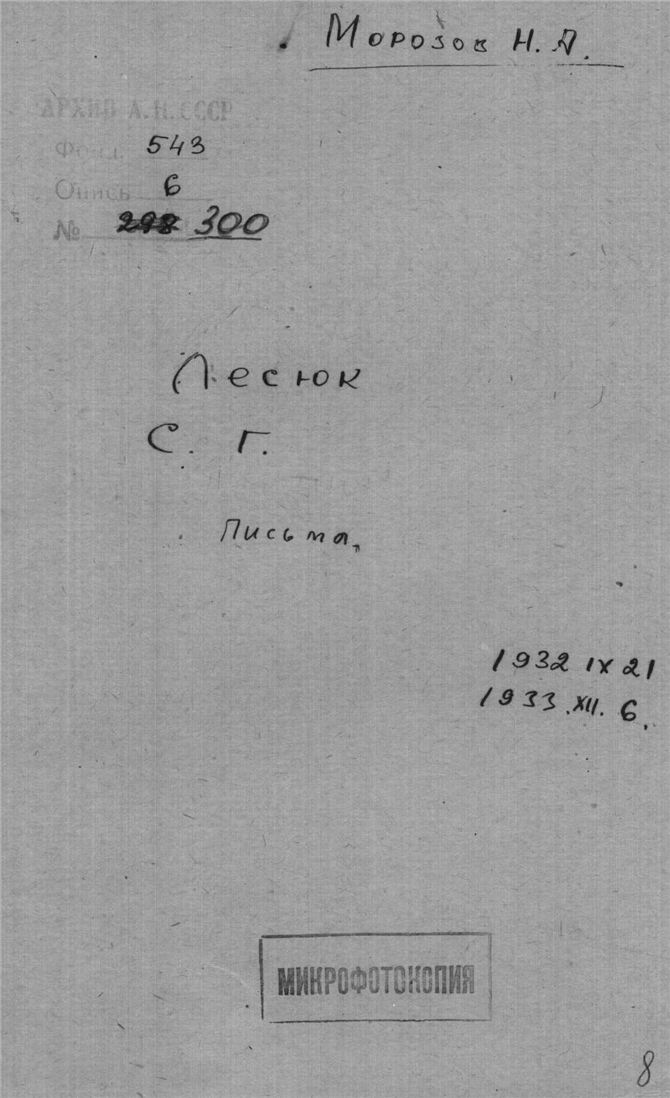 Морозов Н. А.
АРХИВ А.Н.СССР
Фонд 543
Опись 6
№ 298 300
Лесюк
С. Г.
Письма,
1932 IX 21
1933.XII. 6.
МИКРОФОТОКОПИЯ
8